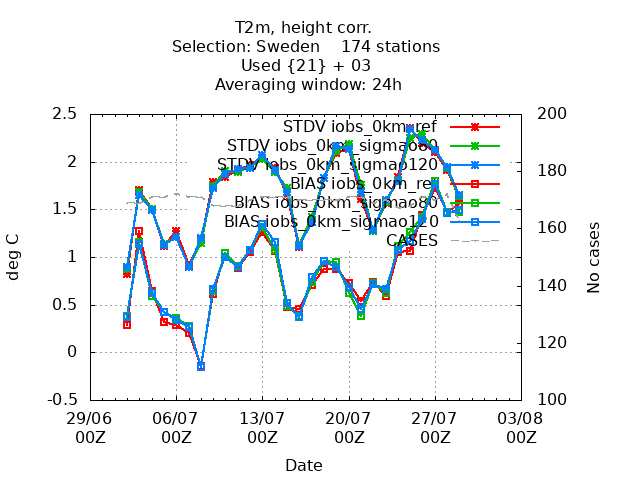 T2m, height corr.
Selection: Sweden    174 stations
Used {21} + 03
Averaging window: 24h
2.5
2
1.5
1
0.5
0
-0.5
deg C
200
180
160
140
120
100
No cases
STDV iobs_0km_ref
STDV iobs_0km_sigmao80
STDV iobs_0km_sigmao120
BIAS iobs_0km_ref
BIAS iobs_0km_sigmao80
BIAS iobs_0km_sigmao120
CASES
29/06 00Z
06/07 00Z
13/07 00Z
20/07 00Z
27/07 00Z
03/08 00Z
Date